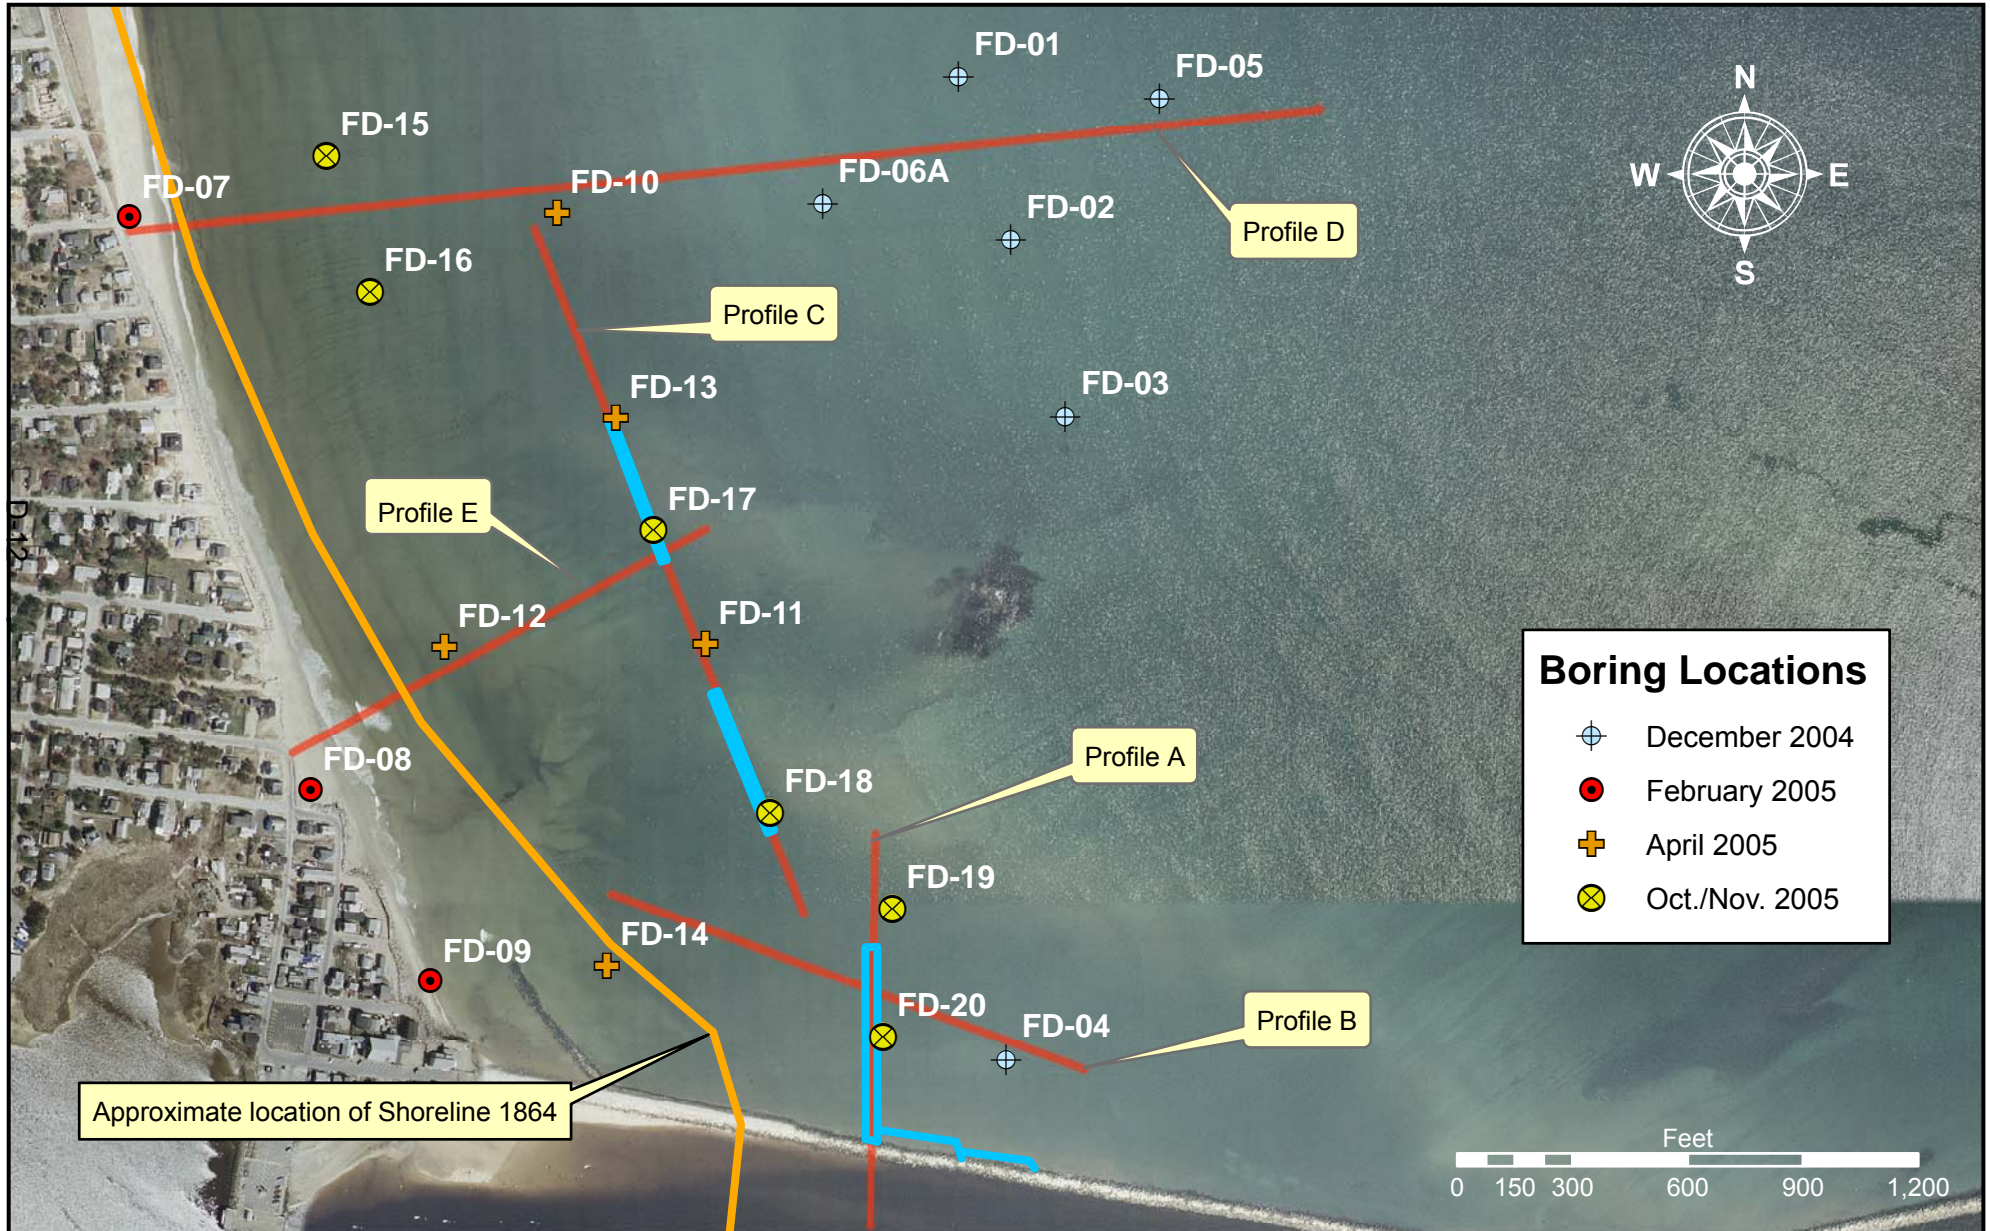 FD-01
FD-05
N
FD-15
FD-06A
W
E
FD-07
FD-10
FD-02
Profile D
S
FD-16
Profile C
FD-13
FD-03
Profile E
FD-17
D-12
FD-12
FD-11
Boring Locations
December 2004
February 2005
April 2005
Oct./Nov. 2005
FD-08
Profile A
FD-18
FD-19
FD-14
FD-09
FD-20
FD-04
Profile B
Approximate location of Shoreline 1864
Feet
0 150 300 600 900 1,200